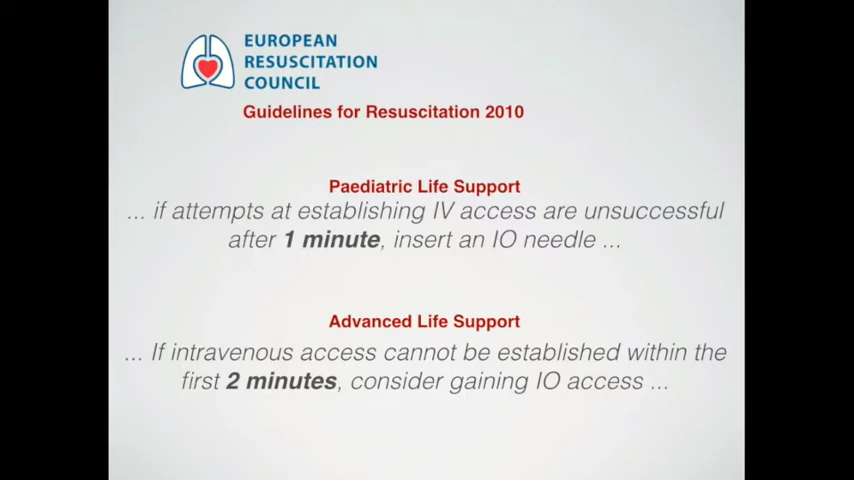 EUROPEAN
RESUSCITATION
COUNCIL
Guidelines for Resuscitation 2010
Paediatric Life Support
... if attempts at establishing IV access are unsuccessful
after 1 minute, insert an IO needle ...
Advanced Life Support
... If intravenous access cannot be established within the
first 2 minutes, consider gaining IO access ...